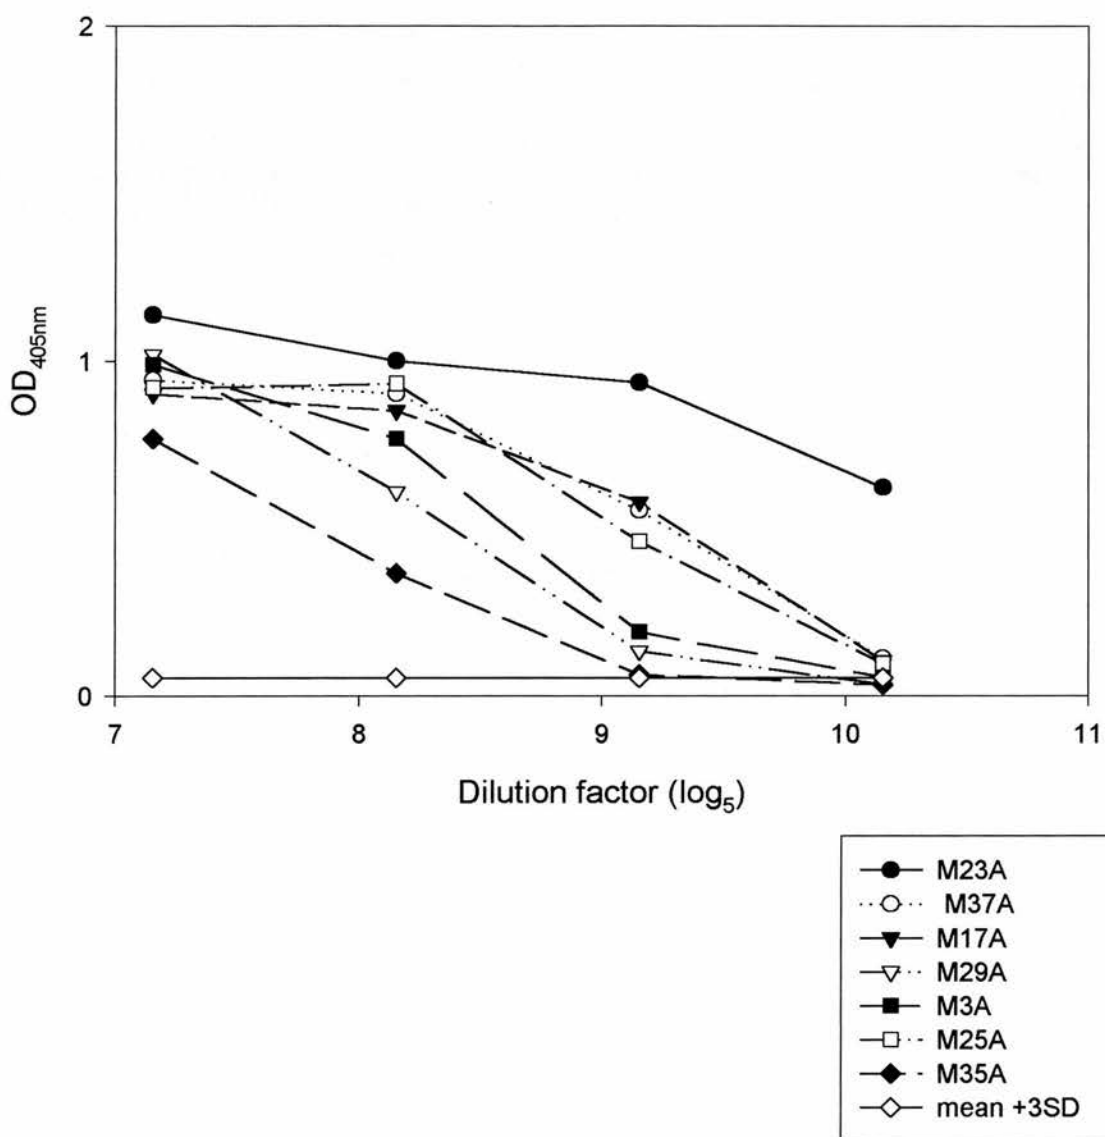 2
1
0
OD405nm
7 8 9 10 11
Dilution factor (log5)
M23A
M37A
M17A
M29A
M3A
M25A
M35A
mean +3SD